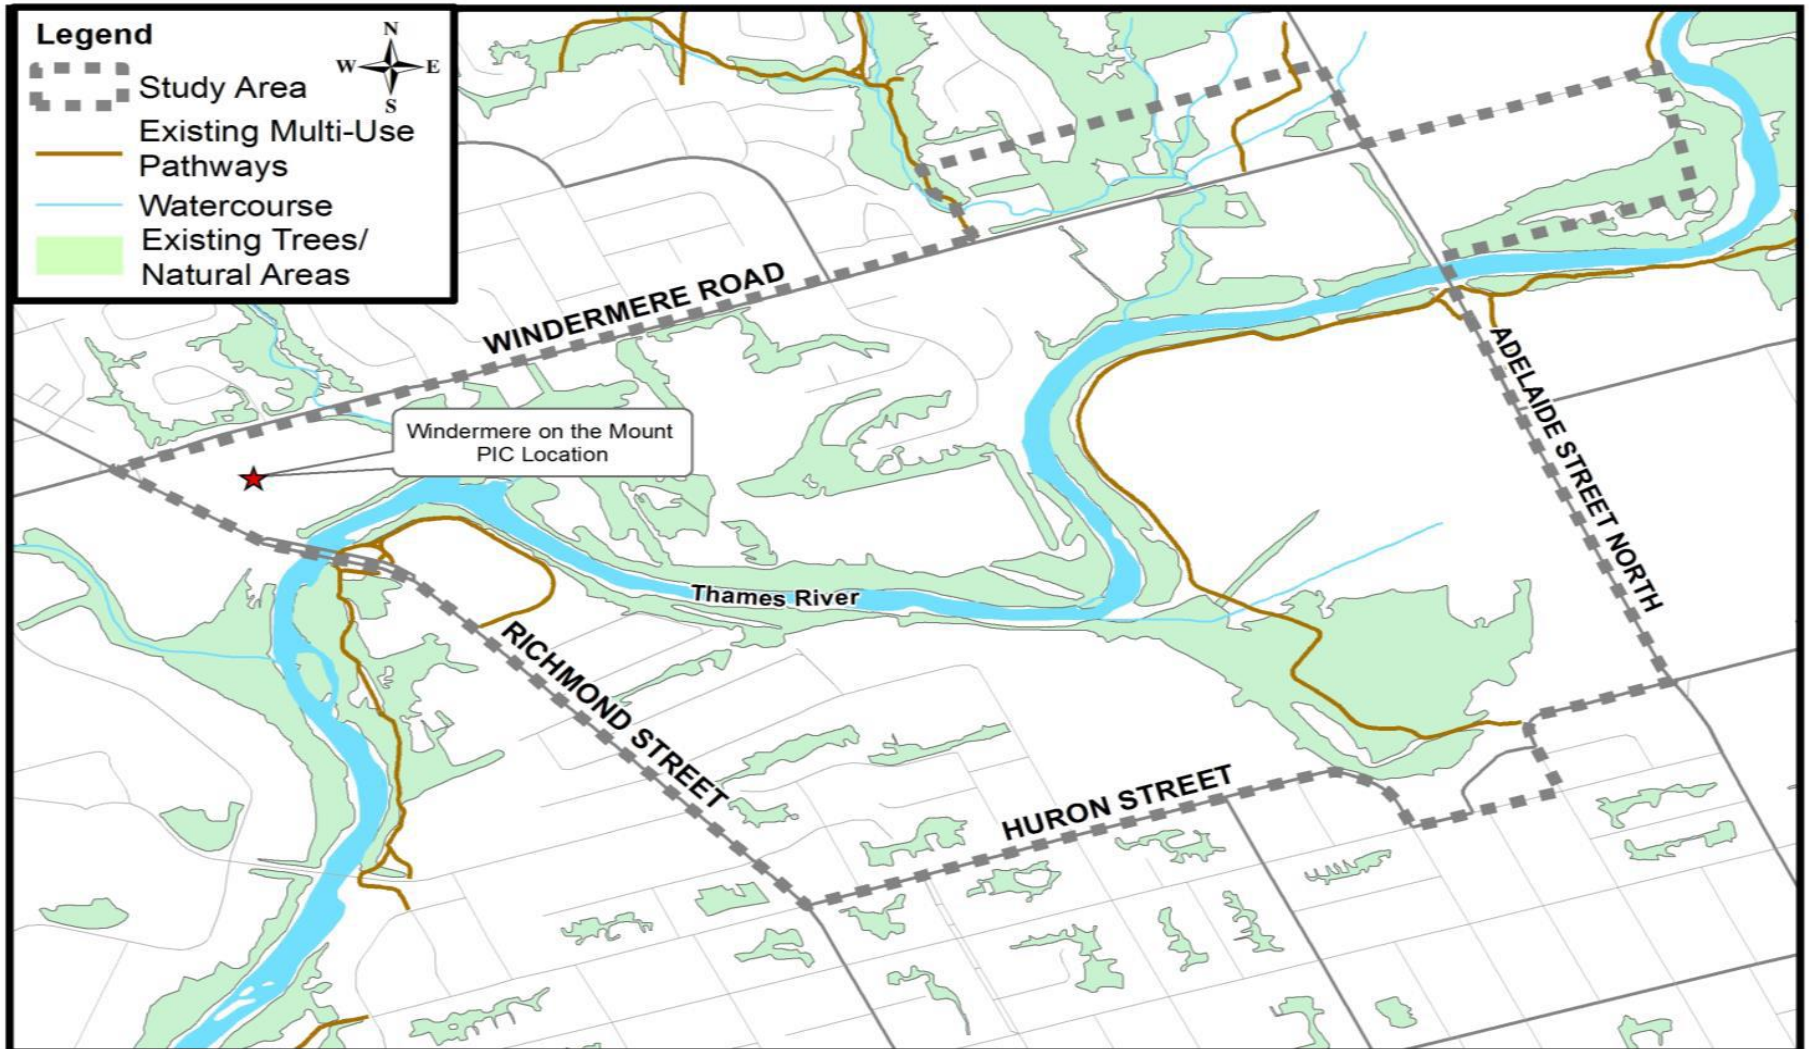 Legend
N
W E
S
Study Area
Existing Multi-Use
Pathways
Watercourse
Existing Trees/
Natural Areas
WINDERMERE ROAD
Windermere on the Mount
PIC Location
ADELAIDE STREET NORTH
Thames River
RICHMOND STREET
HURON STREET